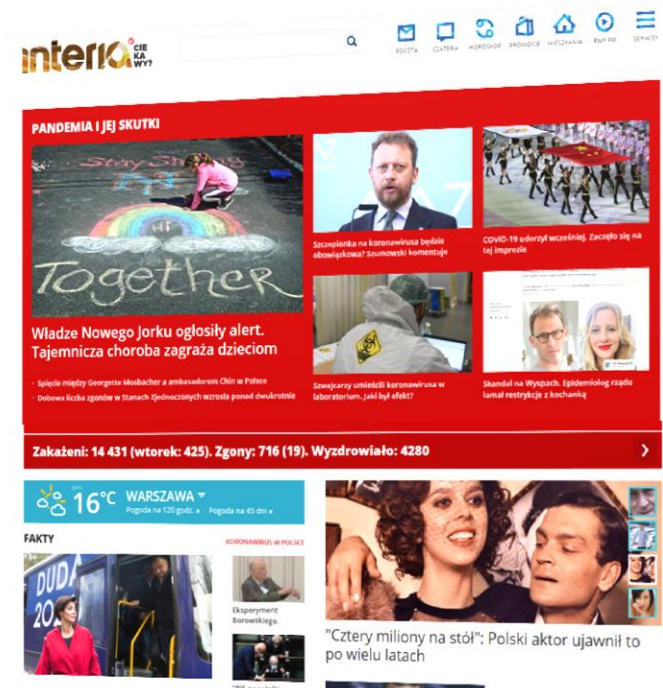 interia CIE
KA
WY?
POCZTA CZATERIA HOROSKOP PROMOCJE MIESZKANIA RMF FM SERWISY
PANDEMIA I JEJ SKUTKI
Stay Strong
Hi
Together
Władze Nowego Jorku ogłosiły alert.
Tajemnicza choroba zagraża dzieciom
Spięcie między Georgette Mosbacher a ambasadorem Chin w Polsce
Dobowa liczba zgonów w Stanach Zjednoczonych wzrosła ponad dwukrotnie
Szczepionka na koronawirusa będzie
obowiązkowa? Szumowski komentuje
COVID-19 uderzył wcześniej. Zaczęło się na
tej imprezie
Szwajcarzy umieścili koronawirusa w
laboratorium. Jaki był efekt?
Skandal na Wyspach. Epidemiolog rządu
łamał restrykcje z kochanką
Zakażeni: 14 431 (wtorek: 425). Zgony: 716 (19). Wyzdrowiało: 4280
16°C WARSZAWA
Pogoda na 120 godz. » Pogoda na 45 dni »
FAKTY
KORONAWIRUS W POLSCE
DUDA
202
Eksperyment
Borowskiego
"Cztery miliony na stół": Polski aktor ujawnił to
po wielu latach